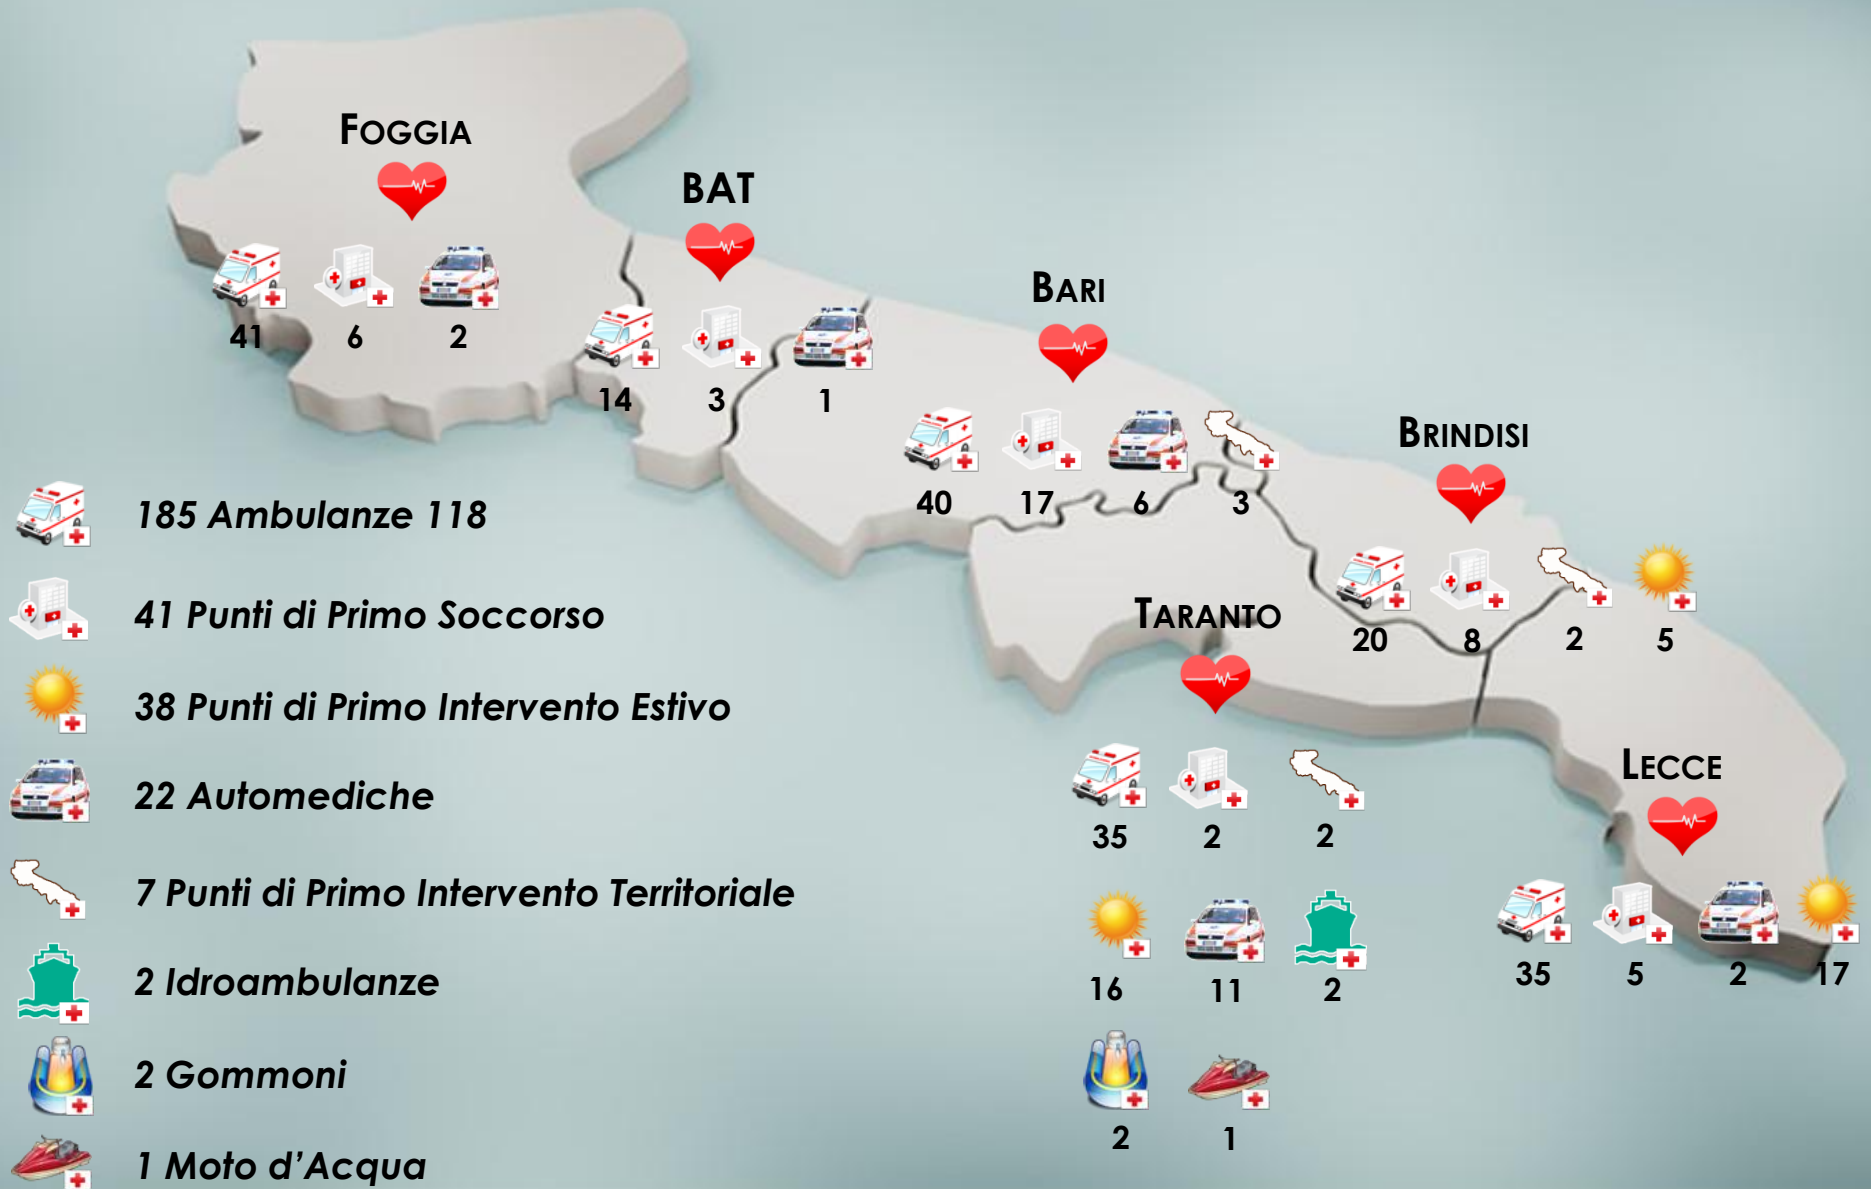 FOGGIA
41 6 2
BAT
14 3 1
BARI
40 17 6 3
BRINDISI
20 8 2 5
TARANTO
35 2 2
16 11 2
2 1
LECCE
35 5 2 17
185 Ambulanze 118
41 Punti di Primo Soccorso
38 Punti di Primo Intervento Estivo
22 Automediche
7 Punti di Primo Intervento Territoriale
2 Idroambulanze
2 Gommoni
1 Moto d’Acqua